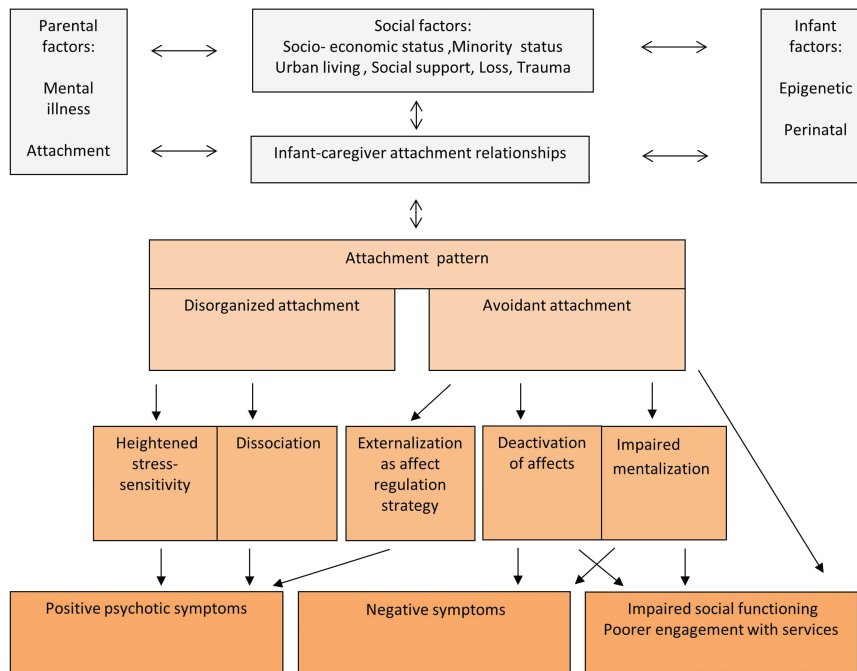 Parental
factors:
Mental
illness
Attachment
Social factors:
Socio- economic status ,Minority status
Urban living , Social support, Loss, Trauma
Infant
factors:
Epigenetic
Perinatal
Infant-caregiver attachment relationships
Attachment pattern
Disorganized attachment
Avoidant attachment
Heightened
stress-
sensitivity
Dissociation
Externalization
as affect
regulation
strategy
Deactivation
of affects
Impaired
mentalization
Positive psychotic symptoms
Negative symptoms
Impaired social functioning
Poorer engagement with services